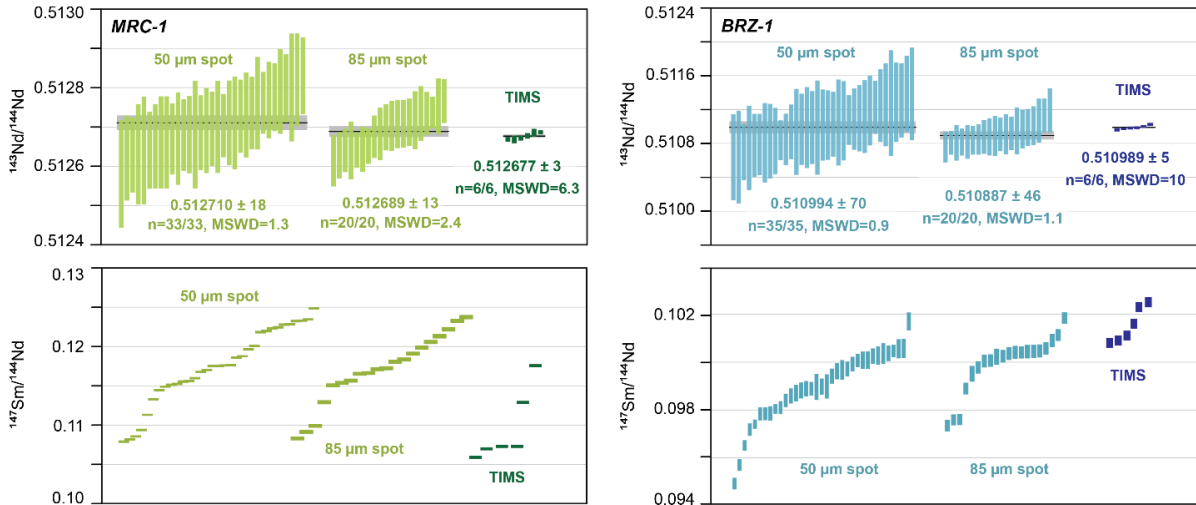 MRC-1
50 µm spot
85 µm spot
TIMS
0.512710 ± 18
n=33/33, MSWD=1.3
0.512689 ± 13
n=20/20, MSWD=2.4
0.512677 ± 3
n=6/6, MSWD=6.3
¹⁴³Nd/¹⁴⁴Nd
0.5130
0.5128
0.5126
0.5124
BRZ-1
50 µm spot
85 µm spot
TIMS
0.510994 ± 70
n=35/35, MSWD=0.9
0.510887 ± 46
n=20/20, MSWD=1.1
0.510989 ± 5
n=6/6, MSWD=10
¹⁴³Nd/¹⁴⁴Nd
0.5124
0.5116
0.5108
0.5100
50 µm spot
85 µm spot
TIMS
¹⁴⁷Sm/¹⁴⁴Nd
0.13
0.12
0.11
0.10
50 µm spot
85 µm spot
TIMS
¹⁴⁷Sm/¹⁴⁴Nd
0.102
0.098
0.094